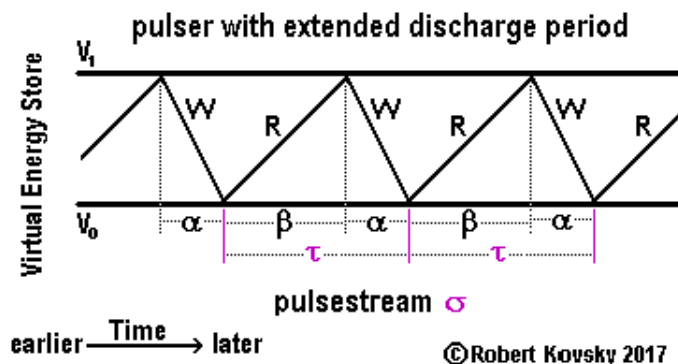 pulser with extended discharge period
V₁
Virtual Energy Store
W R W R W R
V₀
α β α β α
τ τ
pulsestream σ
earlier Time later
©Robert Kovsky 2017